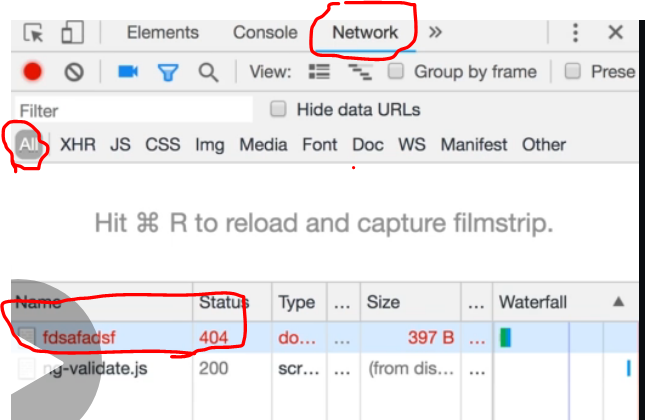 Elements Console Network »
View: Group by frame Prese
Filter Hide data URLs
All XHR JS CSS Img Media Font Doc WS Manifest Other
Hit ⌘ R to reload and capture filmstrip.
Name Status Type ... Size ... Waterfall ▲
fdsafadsf 404 do... ... 397 B ...
ng-validate.js 200 scr... ... (from dis... ...